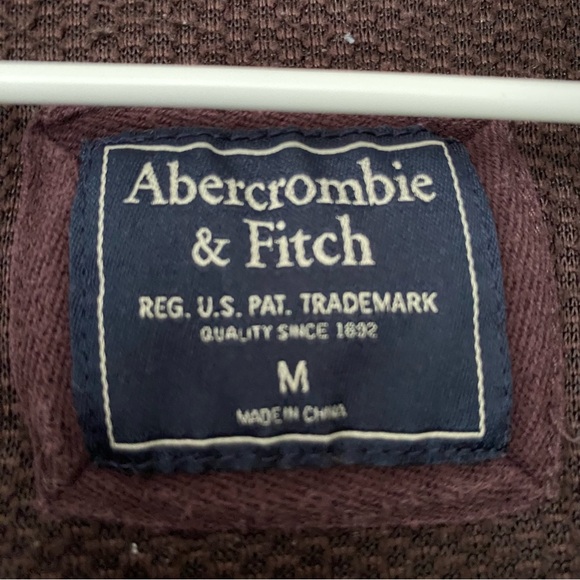 Abercrombie
& Fitch
REG. U.S. PAT. TRADEMARK
QUALITY SINCE 1892
M
MADE IN CHINA